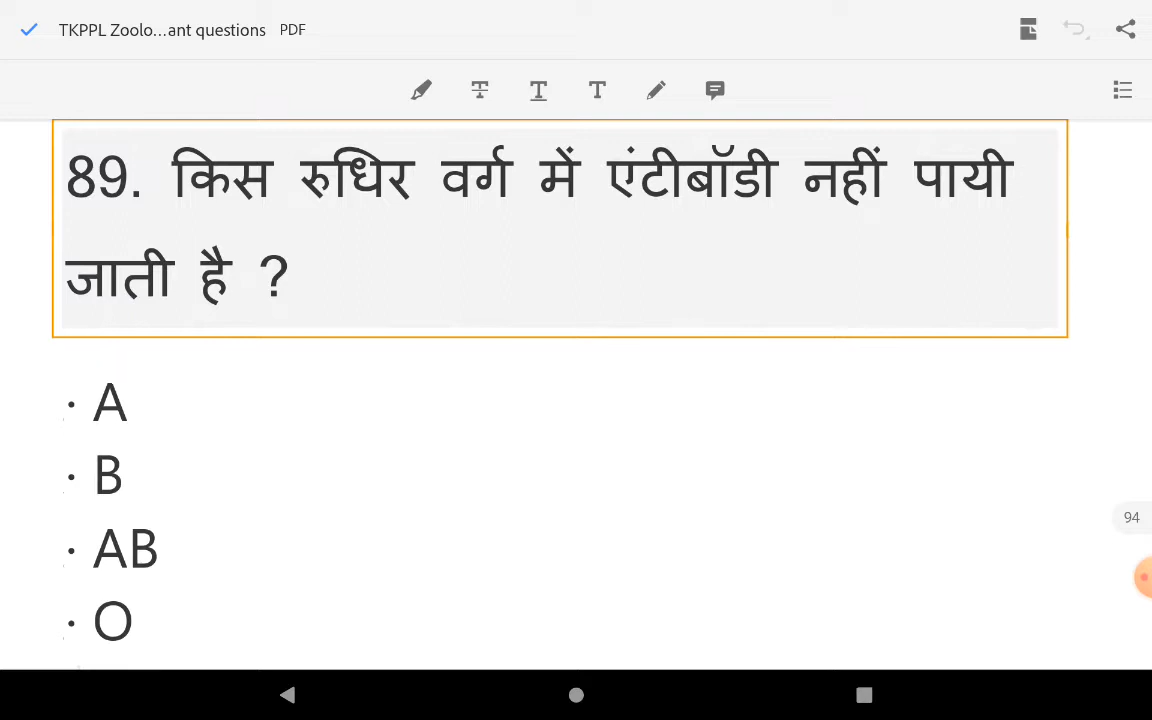 TKPPL Zoolo...ant questions PDF
89. किस रुधिर वर्ग में एंटीबॉडी नहीं पायी
जाती है ?
· A
· B
· AB
94
· O